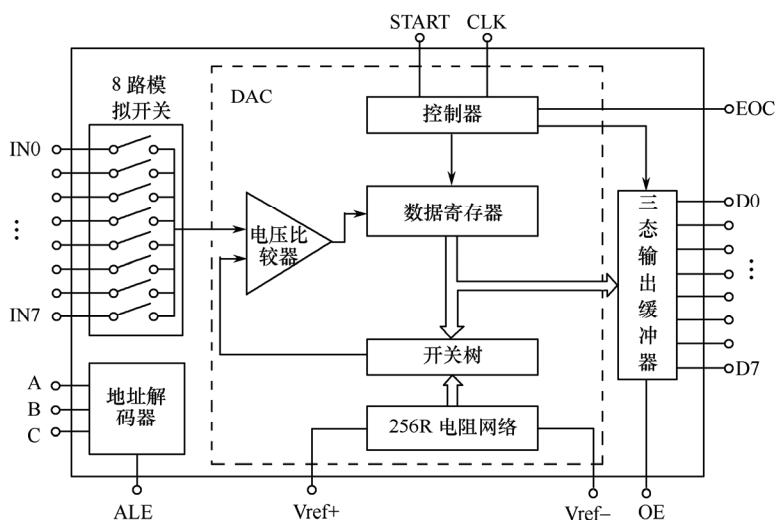 START CLK
8 路模
拟开关
DAC
控制器
EOC
IN0
数据寄存器
D0
电压比
较器
三态输出缓冲器
⋮
⋮
IN7
开关树
D7
A
B
C
地址解
码器
256R 电阻网络
ALE
Vref+
Vref−
OE